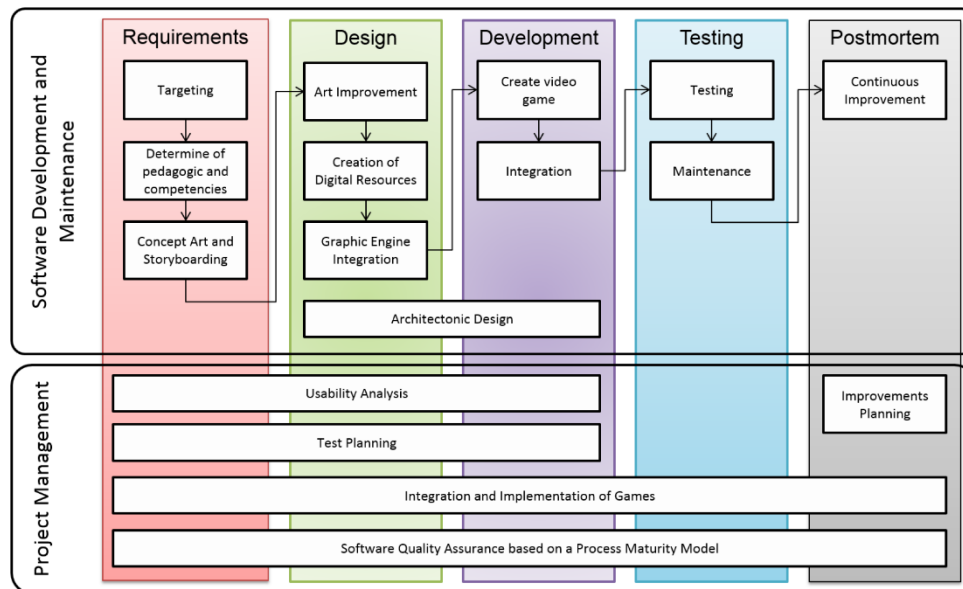 Requirements
Design
Development
Testing
Postmortem
Software Development and
Maintenance
Targeting
Determine of
pedagogic and
competencies
Concept Art and
Storyboarding
Art Improvement
Creation of
Digital Resources
Graphic Engine
Integration
Create video
game
Integration
Testing
Maintenance
Continuous
Improvement
Architectonic Design
Project Management
Usability Analysis
Improvements
Planning
Test Planning
Integration and Implementation of Games
Software Quality Assurance based on a Process Maturity Model